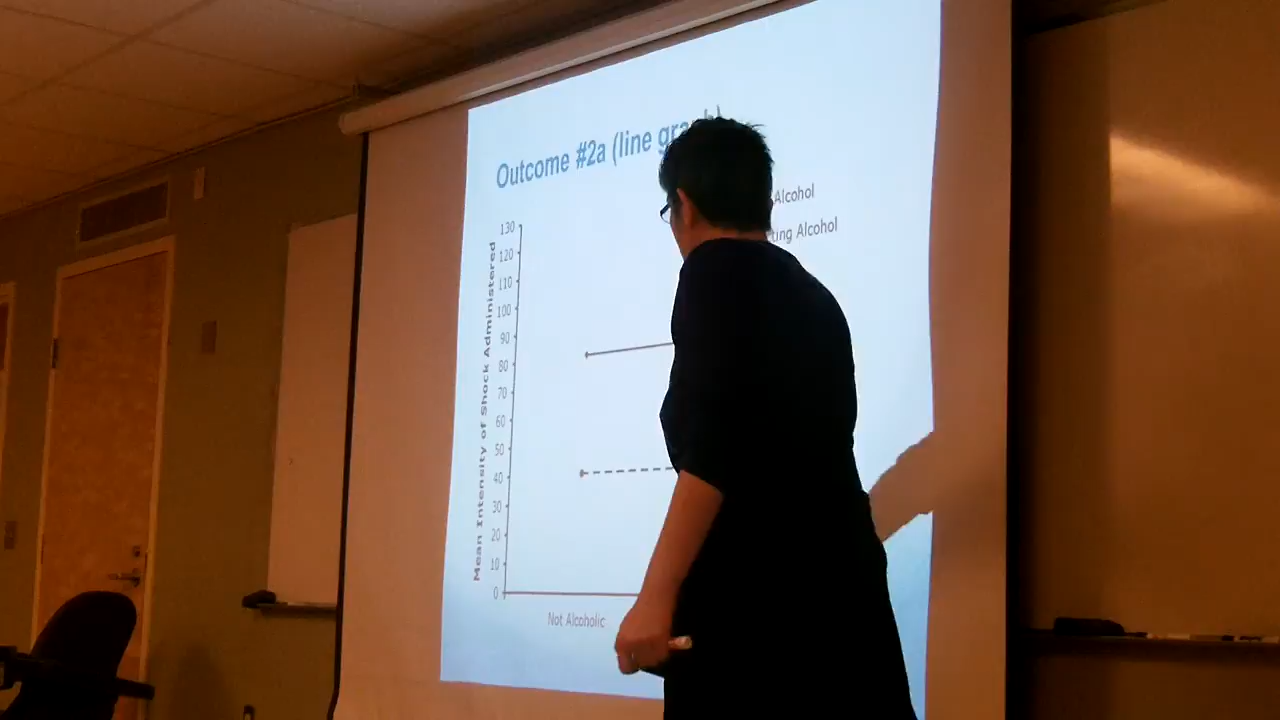 Outcome #2a (line graph)
Alcohol
ting Alcohol
130
120
110
100
90
80
70
60
50
40
30
20
10
0
Mean Intensity of Shock Administered
Not Alcoholic